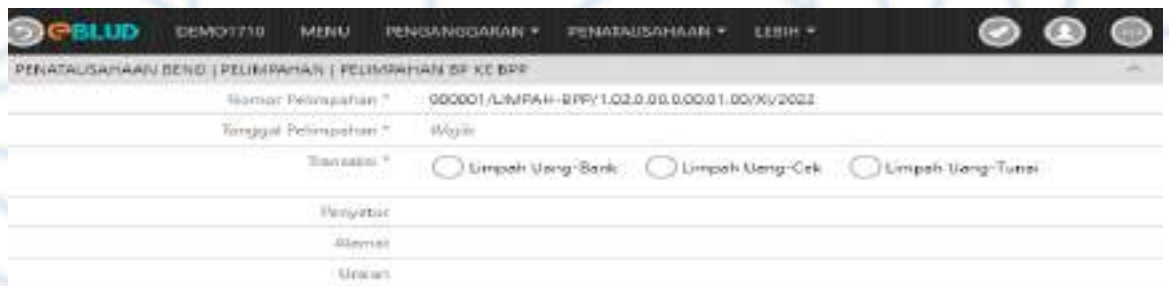 eBLUD DEMO1710 MENU PENGANGGARAN PENATAUSAHAAN LEBIH
PENATAUSAHAAN BEND | PELIMPAHAN | PELIMPAHAN BP KE BPP
Nomor Pelimpahan * 000001/LIMPAH-BPP/1.02.0.00.0.00.01.00/XI/2022
Tanggal Pelimpahan * Wajib
Transaksi * Limpah Uang-Bank Limpah Uang-Cek Limpah Uang-Tunai
Penyetor
Alamat
Uraian